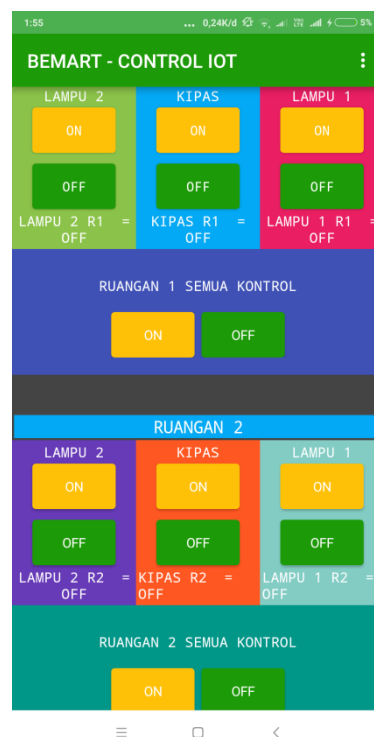 1:55 ... 0,24K/d 5%
BEMART - CONTROL IOT
LAMPU 2 KIPAS LAMPU 1
ON ON ON
OFF OFF OFF
LAMPU 2 R1 = KIPAS R1 = LAMPU 1 R1 =
OFF OFF OFF
RUANGAN 1 SEMUA KONTROL
ON OFF
RUANGAN 2
LAMPU 2 KIPAS LAMPU 1
ON ON ON
OFF OFF OFF
LAMPU 2 R2 = KIPAS R2 = LAMPU 1 R2 =
OFF OFF OFF
RUANGAN 2 SEMUA KONTROL
ON OFF